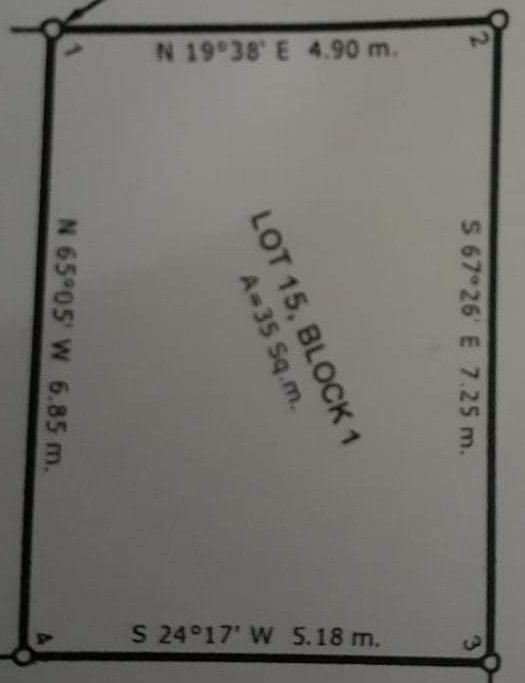 1
N 19°38' E 4.90 m.
2
S 67°26' E 7.25 m.
LOT 15, BLOCK 1
A=35 Sq.m.
N 65°05' W 6.85 m.
4
S 24°17' W 5.18 m.
3